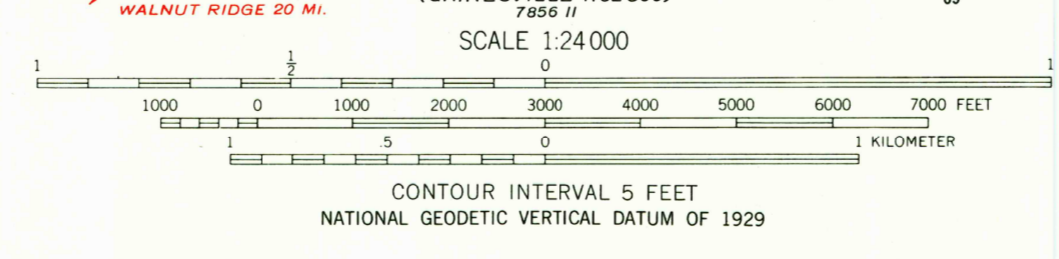 WALNUT RIDGE 20 MI.
7856 II
SCALE 1:24 000
1 1/2 0 1
1000 0 1000 2000 3000 4000 5000 6000 7000 FEET
1 .5 0 1 KILOMETER
CONTOUR INTERVAL 5 FEET
NATIONAL GEODETIC VERTICAL DATUM OF 1929